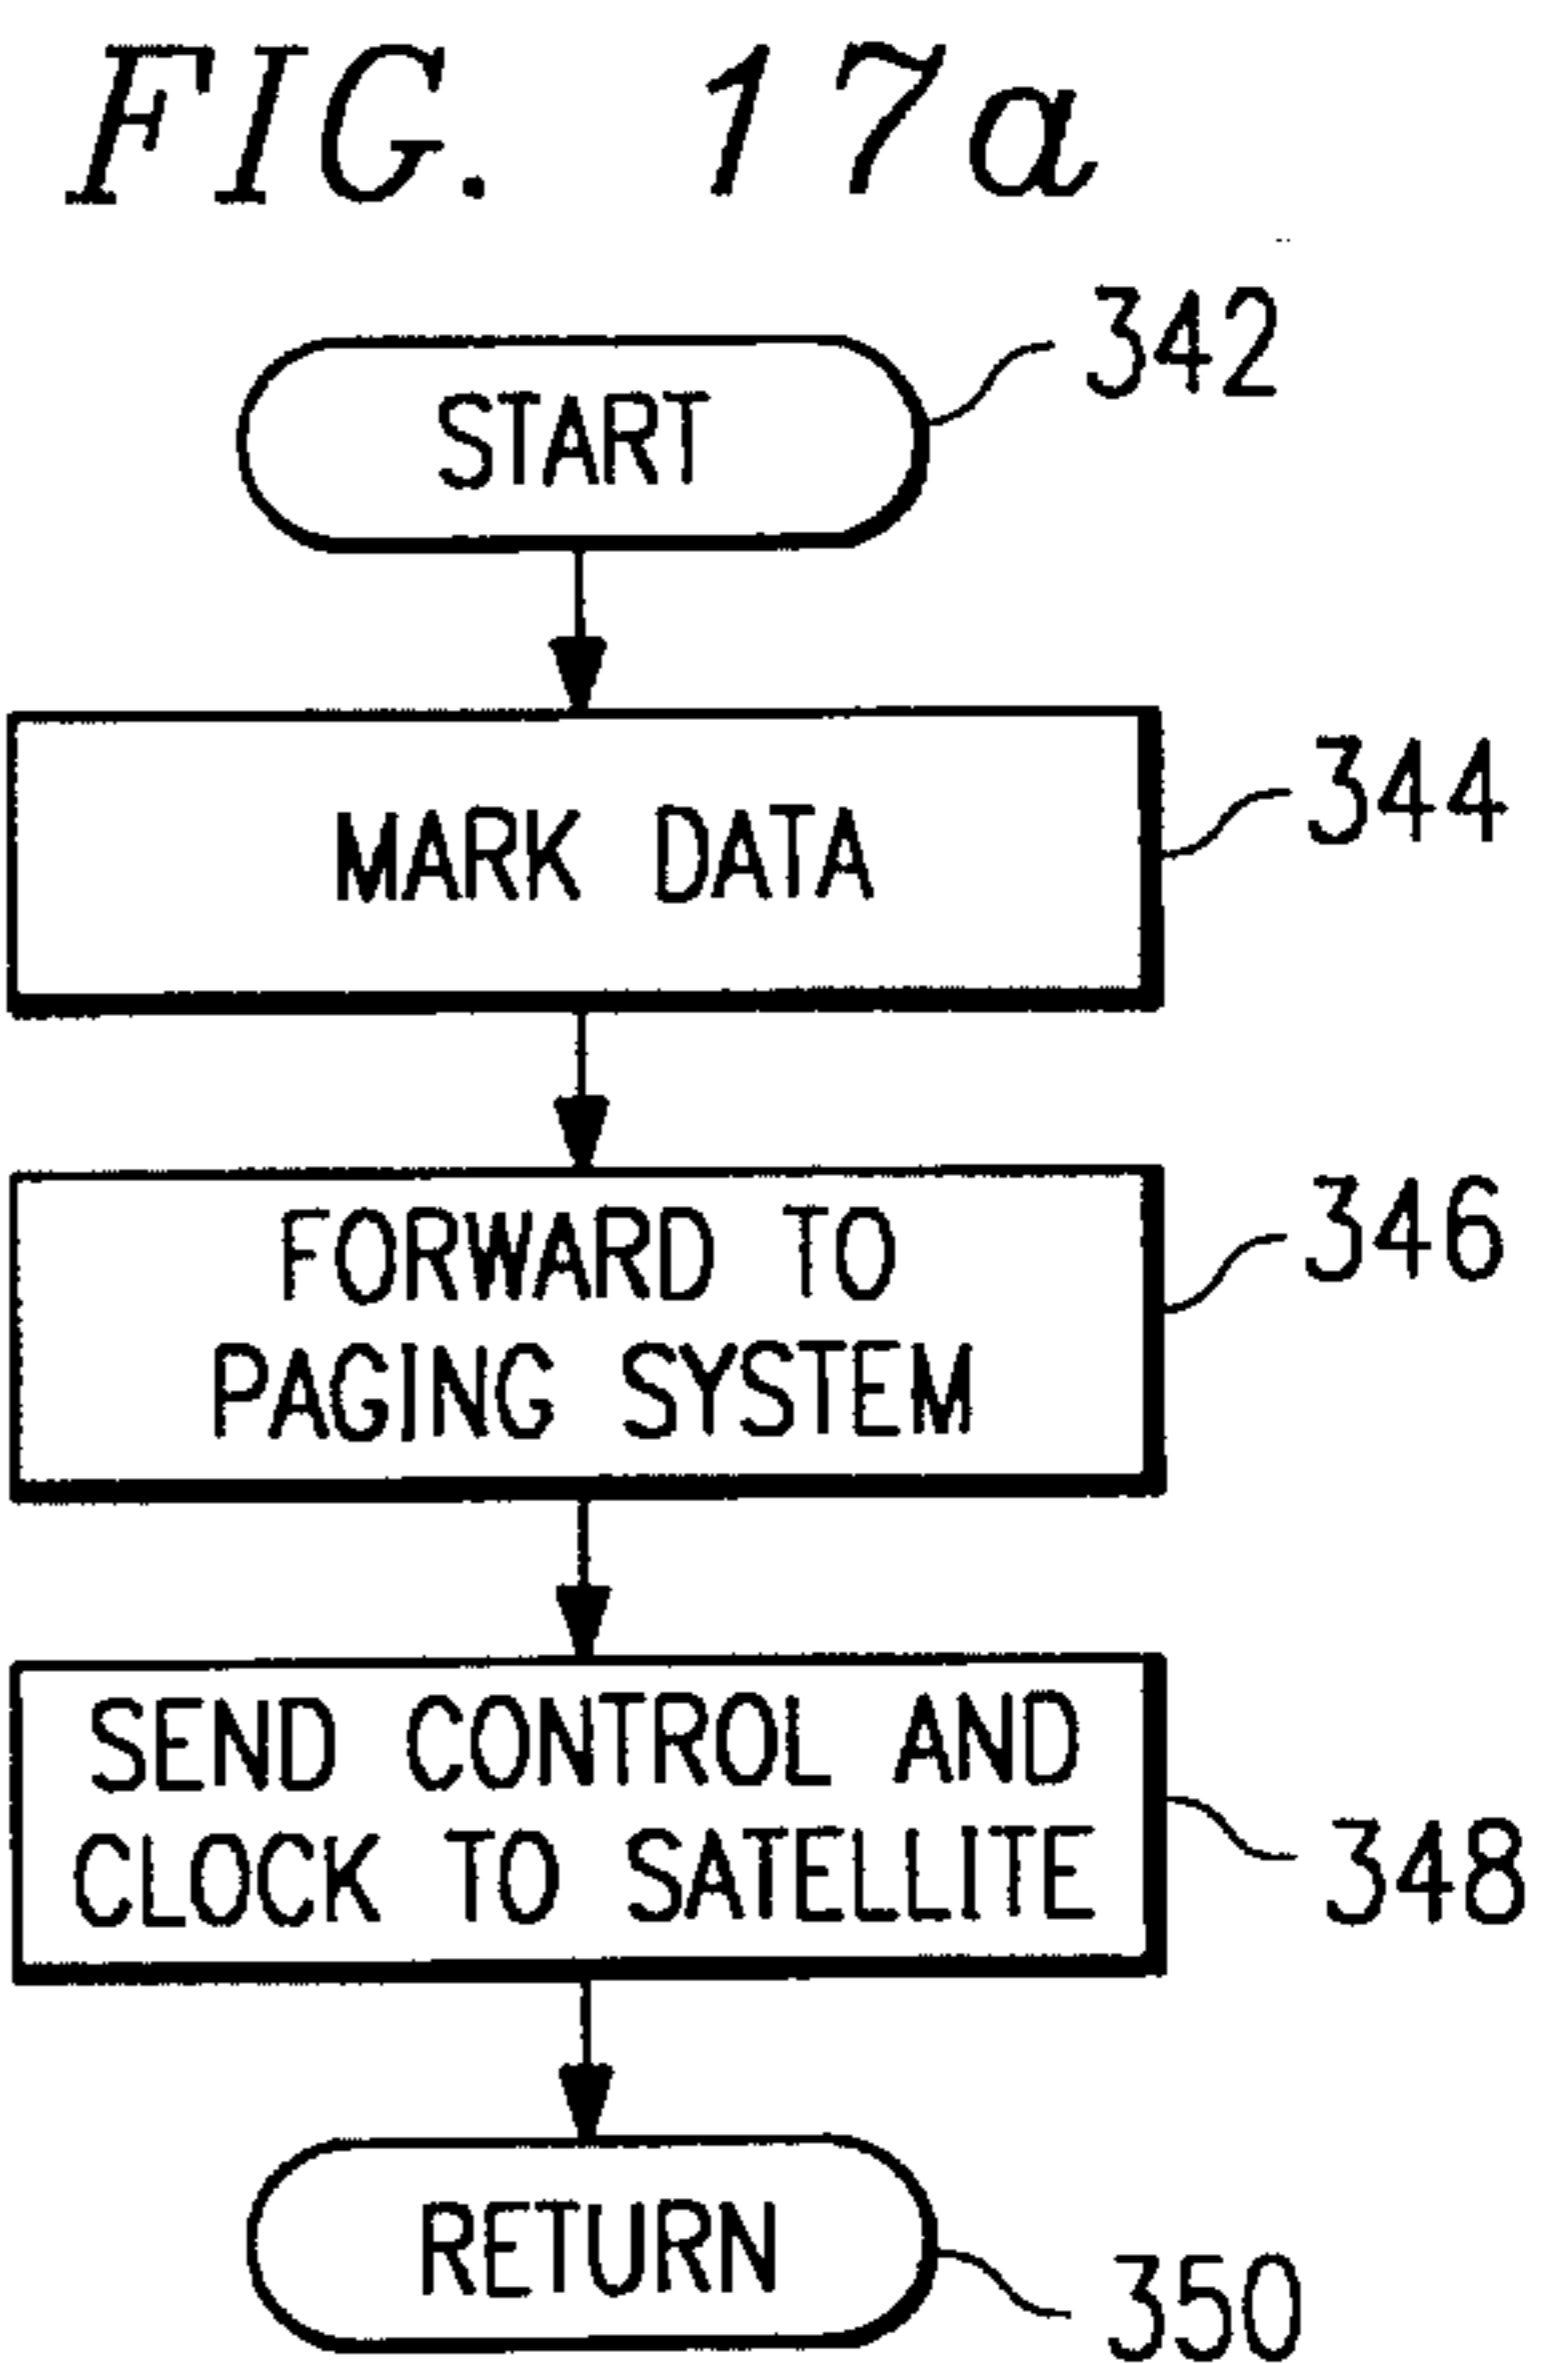 FIG. 17a
342
START
344
MARK DATA
346
FORWARD TO
PAGING SYSTEM
SEND CONTROL AND
CLOCK TO SATELLITE
348
RETURN
350